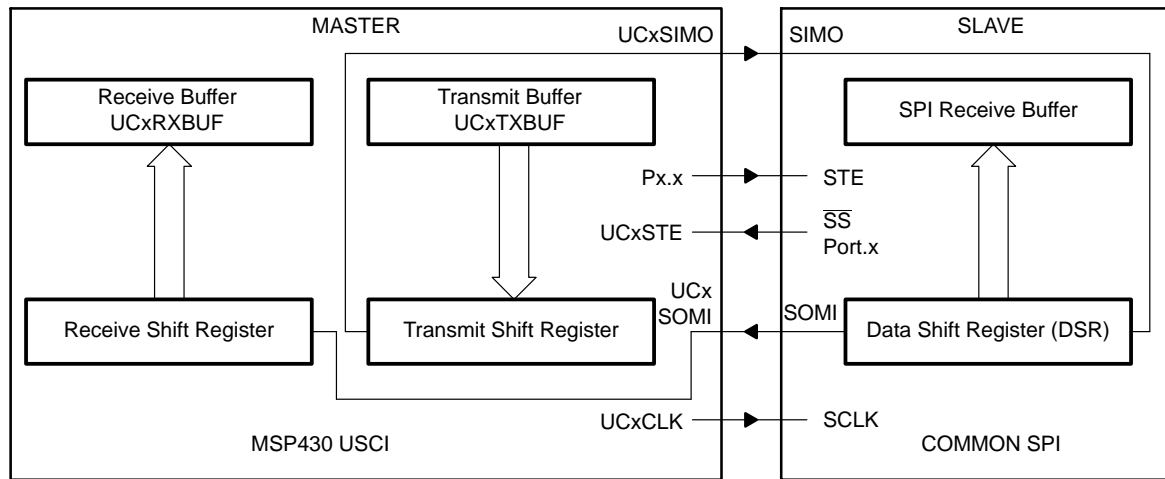 MASTER
UCxSIMO
SIMO
SLAVE
Receive Buffer
UCxRXBUF
Transmit Buffer
UCxTXBUF
SPI Receive Buffer
Px.x
STE
UCxSTE
SS
Port.x
UCx
SOMI
SOMI
Receive Shift Register
Transmit Shift Register
Data Shift Register (DSR)
UCxCLK
SCLK
MSP430 USCI
COMMON SPI